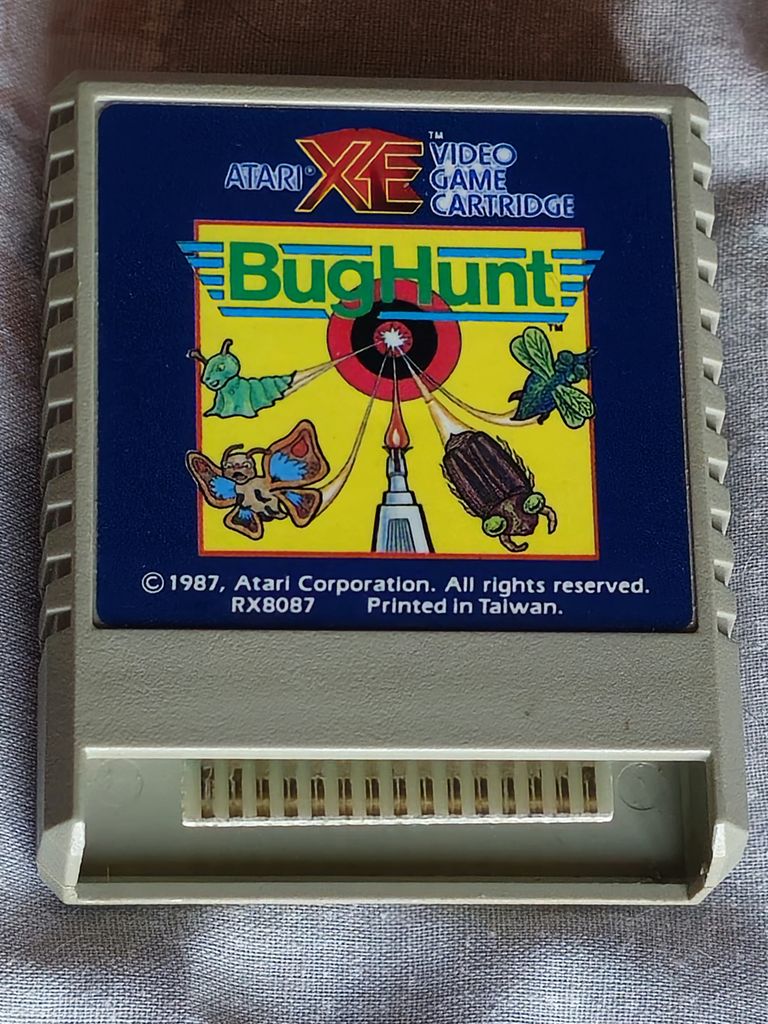 ATARI® XE™ VIDEO
GAME
CARTRIDGE
BugHunt™
© 1987, Atari Corporation. All rights reserved.
RX8087 Printed in Taiwan.